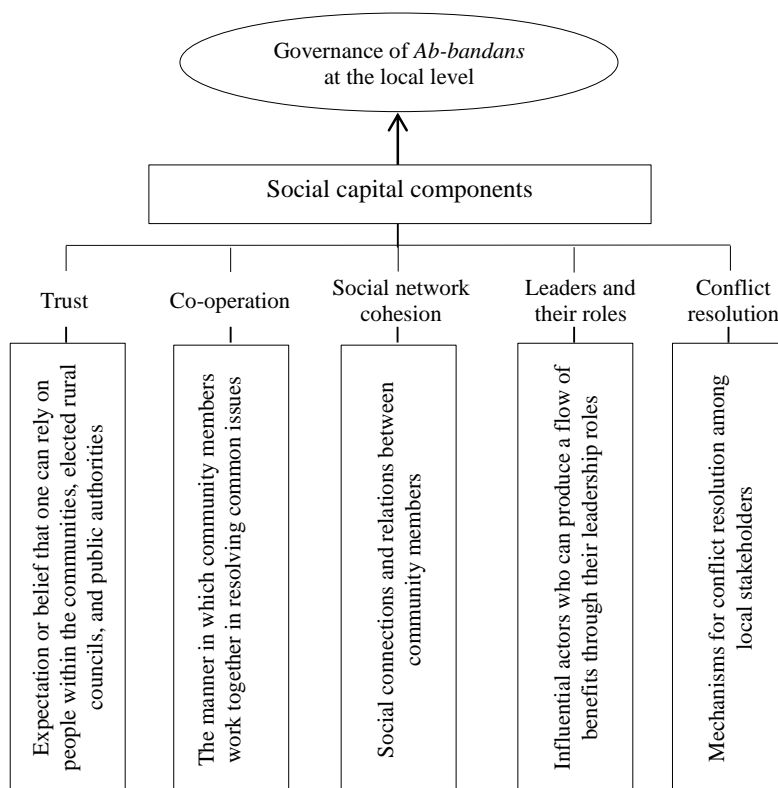 Governance of Ab-bandans
at the local level
Social capital components
Trust
Co-operation
Social network
cohesion
Leaders and
their roles
Conflict
resolution
Expectation or belief that one can rely on
people within the communities, elected rural
councils, and public authorities
The manner in which community members
work together in resolving common issues
Social connections and relations between
community members
Influential actors who can produce a flow of
benefits through their leadership roles
Mechanisms for conflict resolution among
local stakeholders